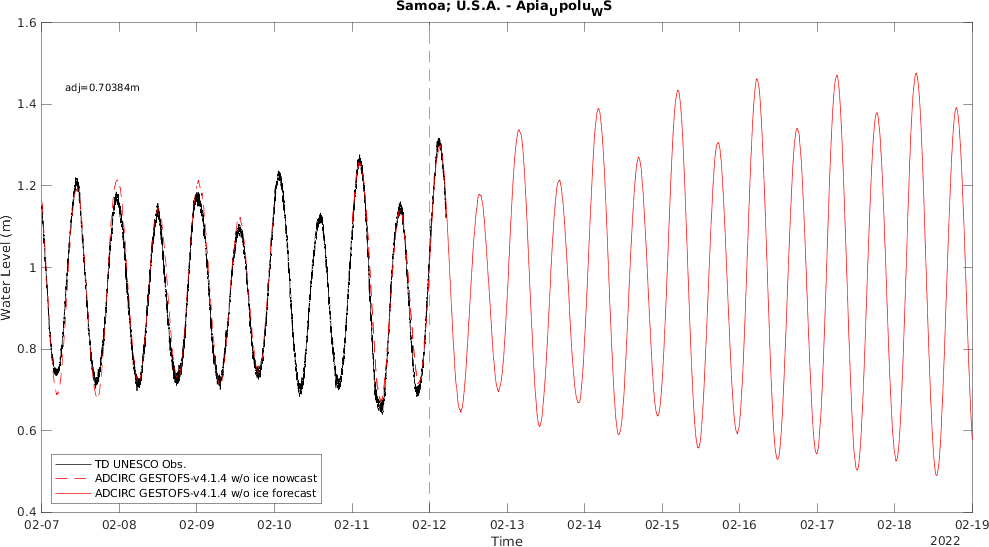 Samoa; U.S.A. - Apia_Upolu_WS
1.6
adj=0.70384m
1.4
1.2
1
0.8
0.6
0.4
Water Level (m)
TD UNESCO Obs.
ADCIRC GESTOFS-v4.1.4 w/o ice nowcast
ADCIRC GESTOFS-v4.1.4 w/o ice forecast
02-07 02-08 02-09 02-10 02-11 02-12 02-13 02-14 02-15 02-16 02-17 02-18 02-19
Time
2022